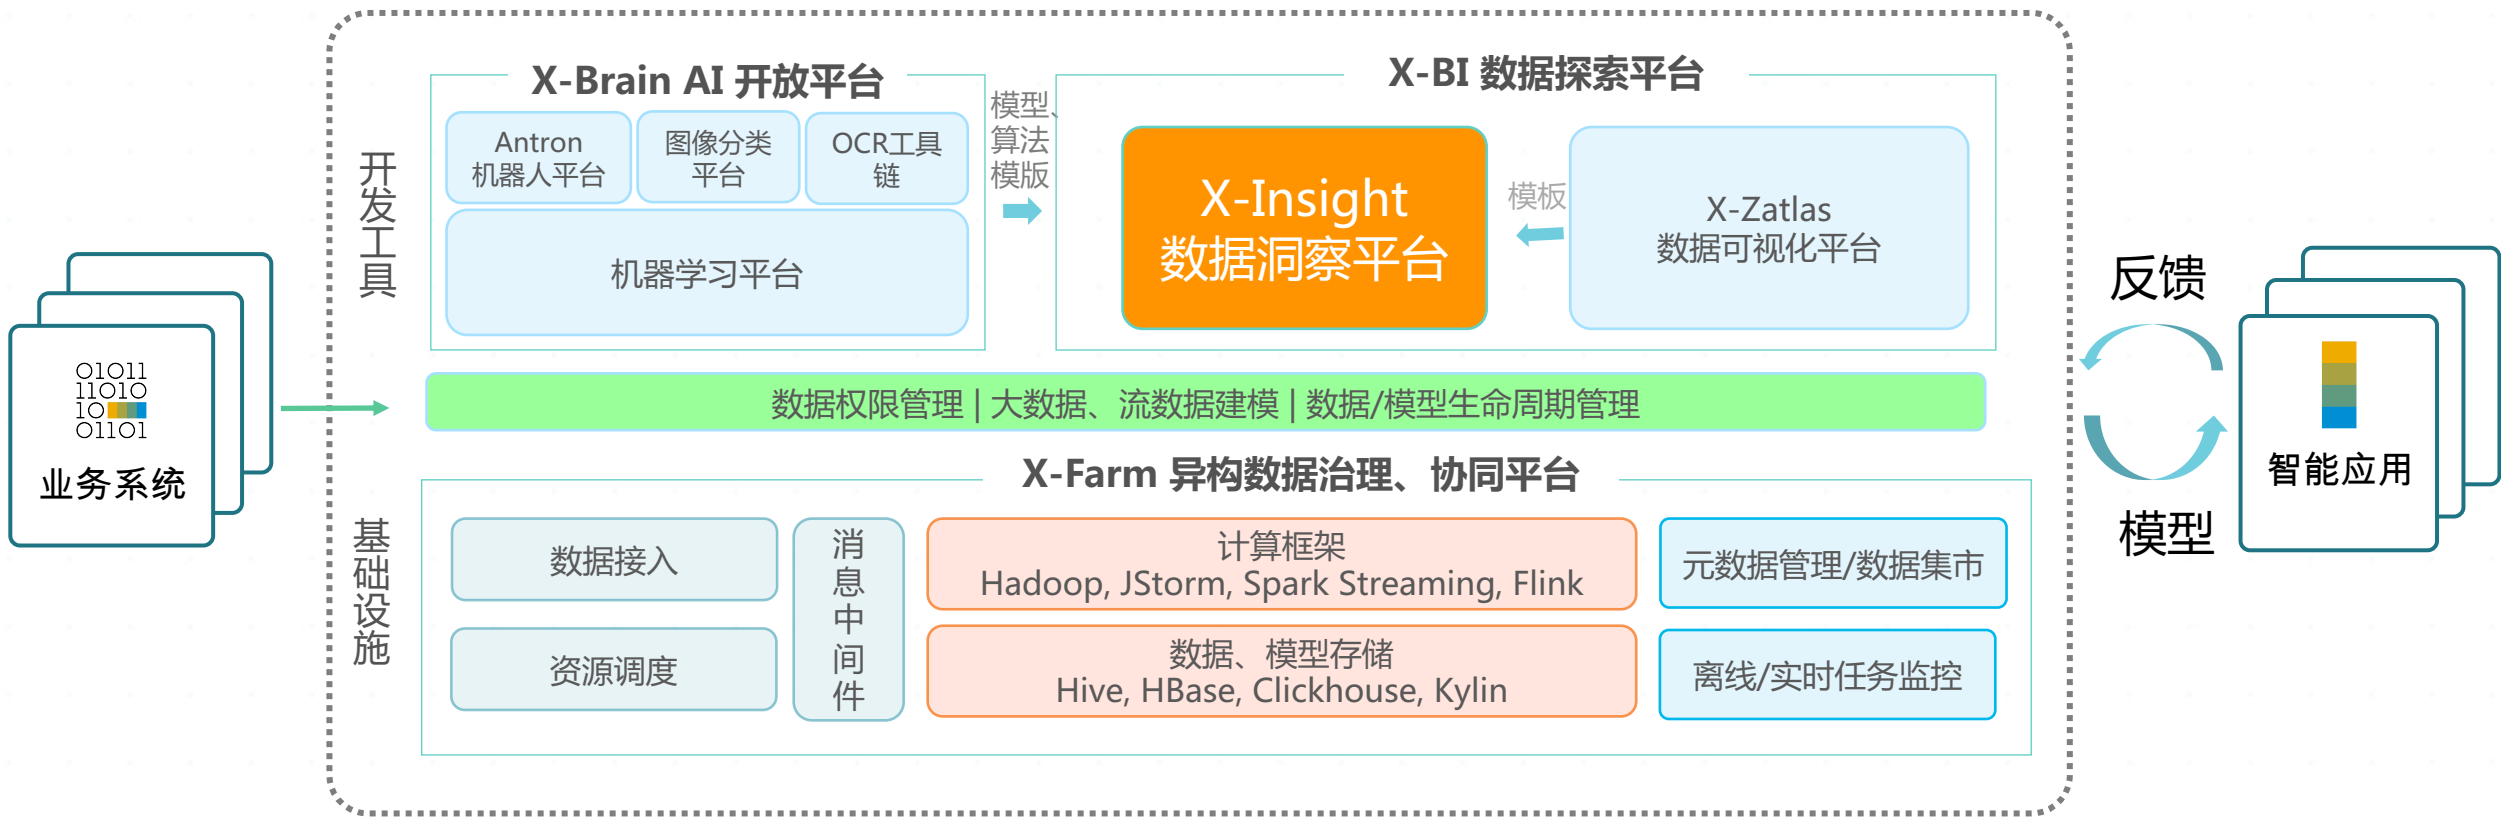 01011
11010
10
01101
业务系统
开发工具
X-Brain AI 开放平台
Antron
机器人平台
图像分类
平台
OCR工具
链
机器学习平台
模型、
算法
模版
X-BI 数据探索平台
X-Insight
数据洞察平台
模板
X-Zatlas
数据可视化平台
数据权限管理 | 大数据、流数据建模 | 数据/模型生命周期管理
基础设施
X-Farm 异构数据治理、协同平台
数据接入
资源调度
消息中间件
计算框架
Hadoop, JStorm, Spark Streaming, Flink
数据、模型存储
Hive, HBase, Clickhouse, Kylin
元数据管理/数据集市
离线/实时任务监控
反馈
模型
智能应用